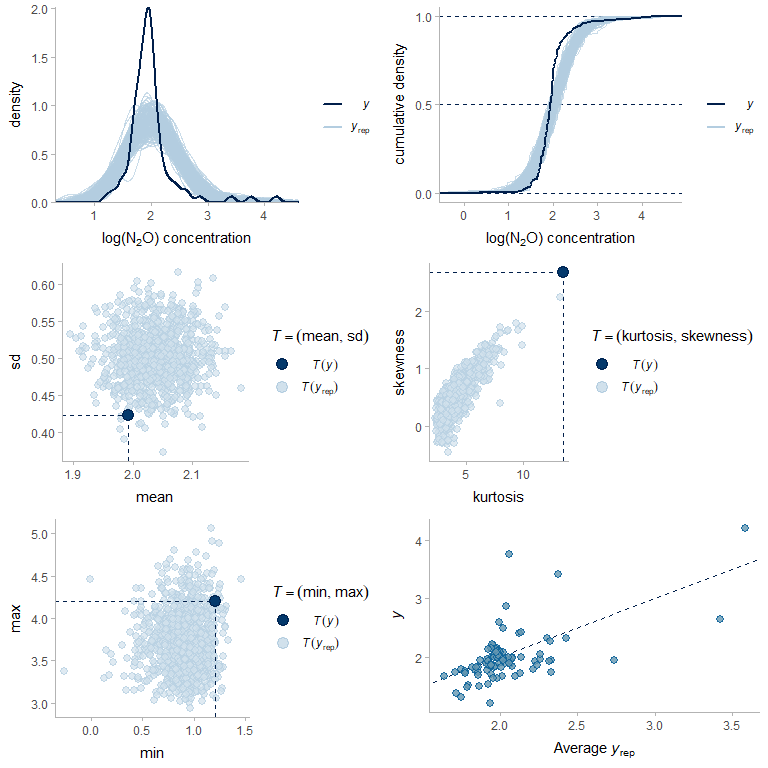 density
2.0
1.5
1.0
0.5
0.0
1 2 3 4
log(N₂O) concentration
y
yrep
cumulative density
1.0
0.5
0.0
0 1 2 3 4
log(N₂O) concentration
y
yrep
sd
0.60
0.55
0.50
0.45
0.40
1.9 2.0 2.1
mean
T = (mean, sd)
T(y)
T(yrep)
skewness
2
1
0
5 10
kurtosis
T = (kurtosis, skewness)
T(y)
T(yrep)
max
5.0
4.5
4.0
3.5
3.0
0.0 0.5 1.0 1.5
min
T = (min, max)
T(y)
T(yrep)
y
4
3
2
2.0 2.5 3.0 3.5
Average yrep